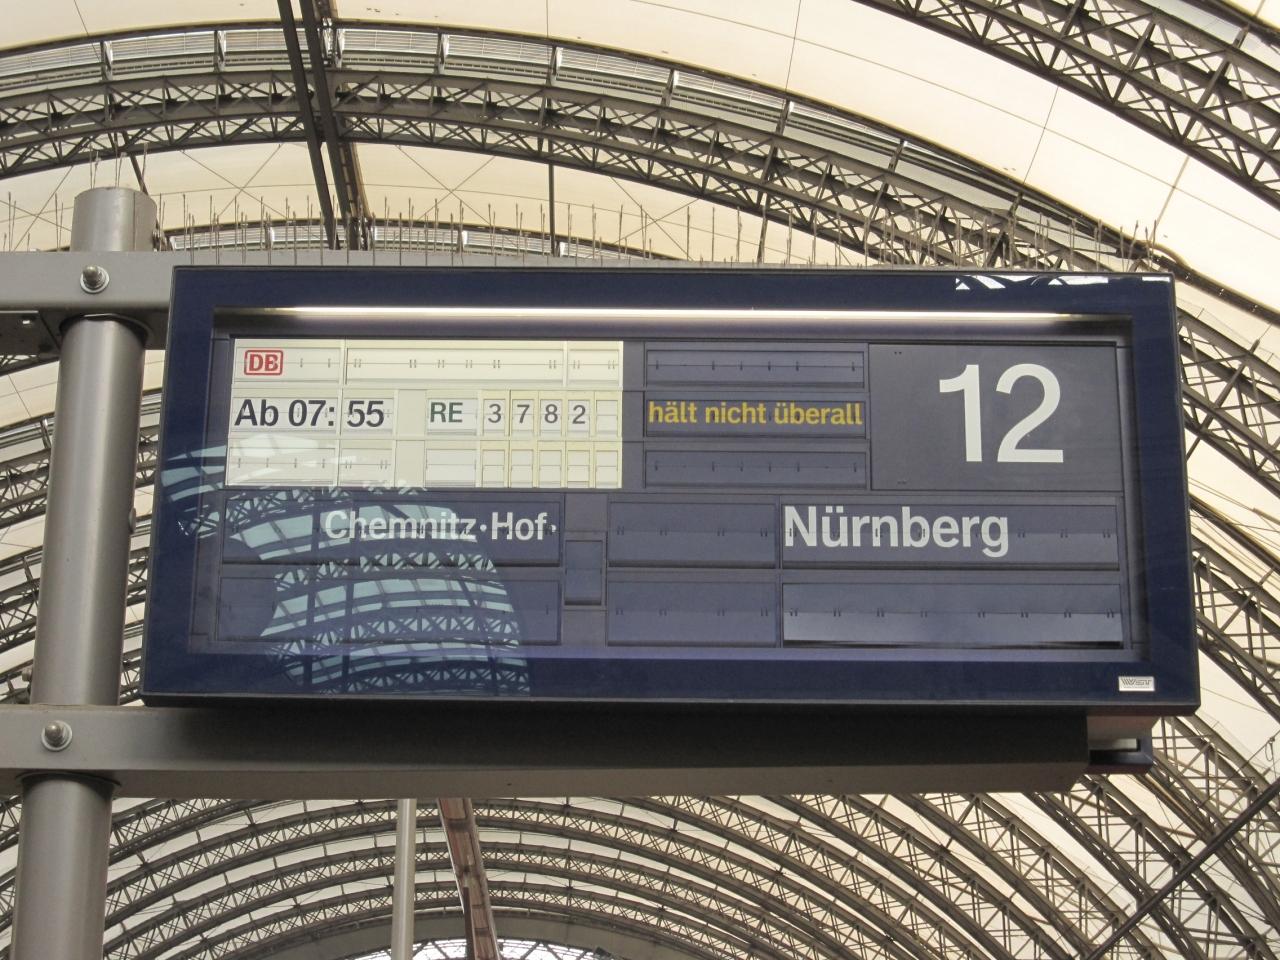 DB
Ab 07:55 RE 3782 hält nicht überall 12
Chemnitz·Hof· Nürnberg